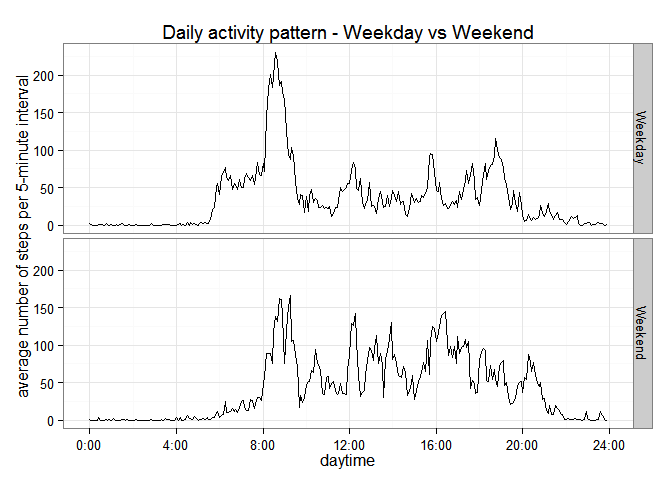 Daily activity pattern - Weekday vs Weekend
average number of steps per 5-minute interval
200
150
100
50
0
Weekday
200
150
100
50
0
Weekend
0:00 4:00 8:00 12:00 16:00 20:00 24:00
daytime